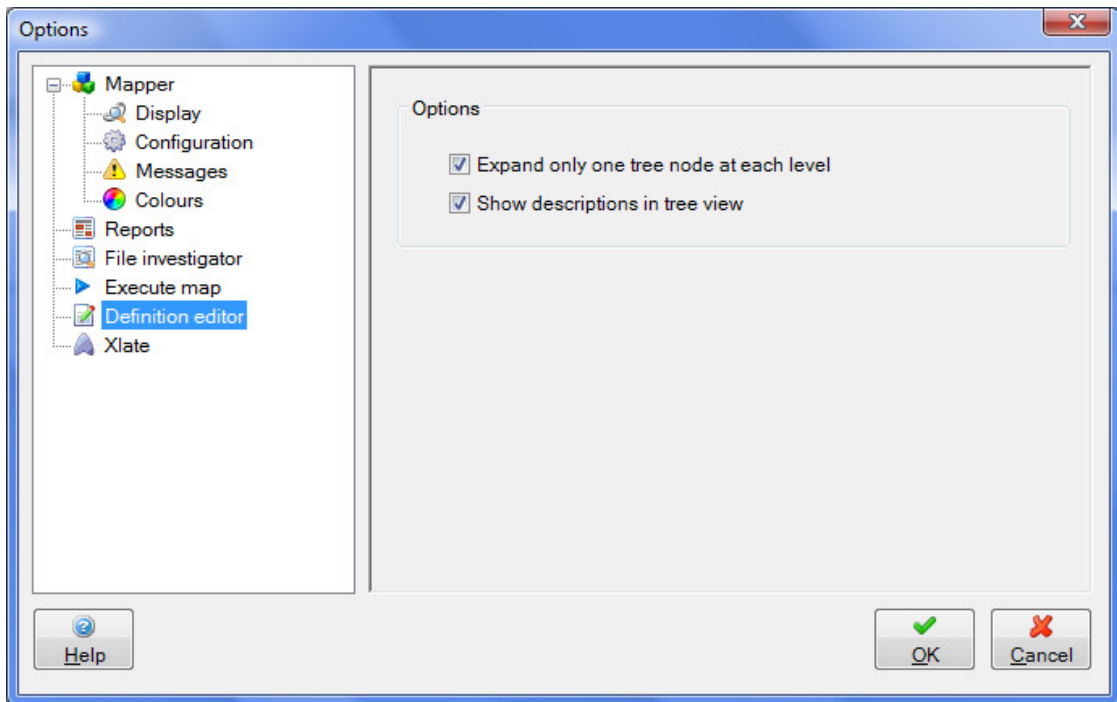 Options
Mapper
Display
Configuration
Messages
Colours
Reports
File investigator
Execute map
Definition editor
Xlate
Options
Expand only one tree node at each level
Show descriptions in tree view
Help
OK
Cancel